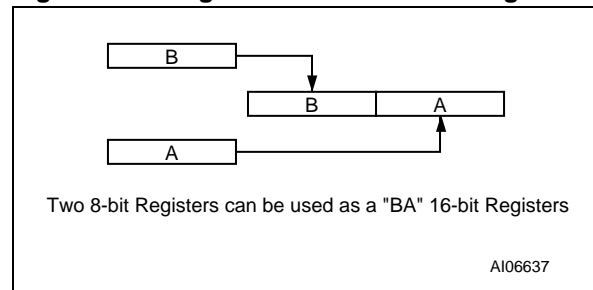 B
B A
A
Two 8-bit Registers can be used as a "BA" 16-bit Registers
AI06637